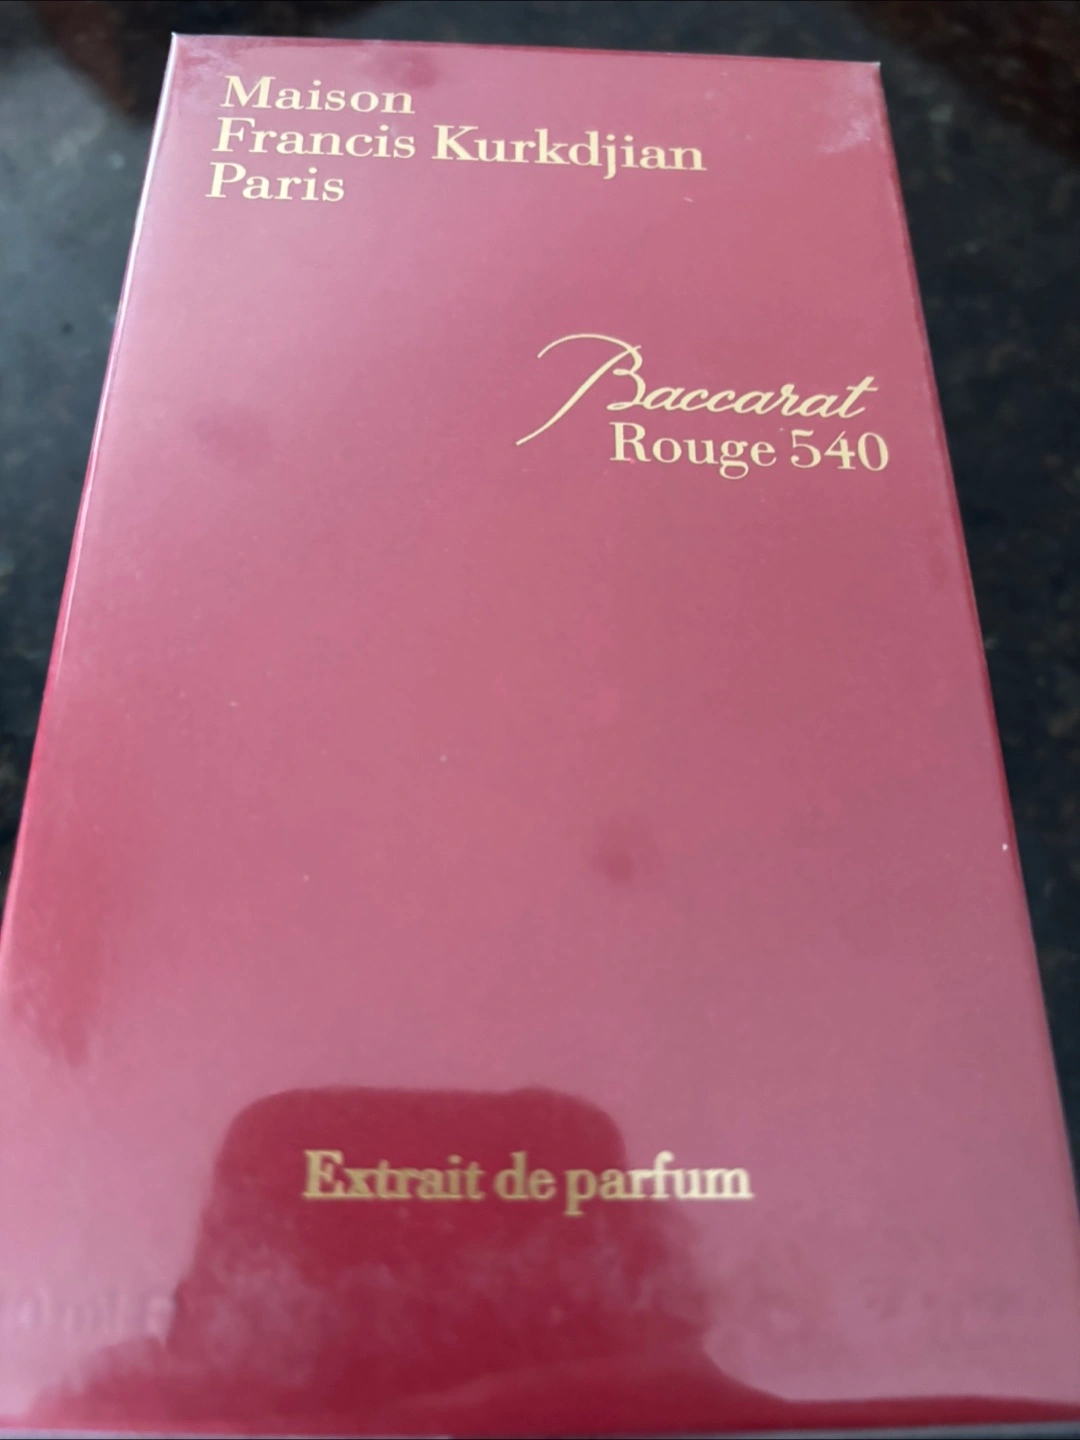 Maison
Francis Kurkdjian
Paris
Baccarat
Rouge 540
Extrait de parfum